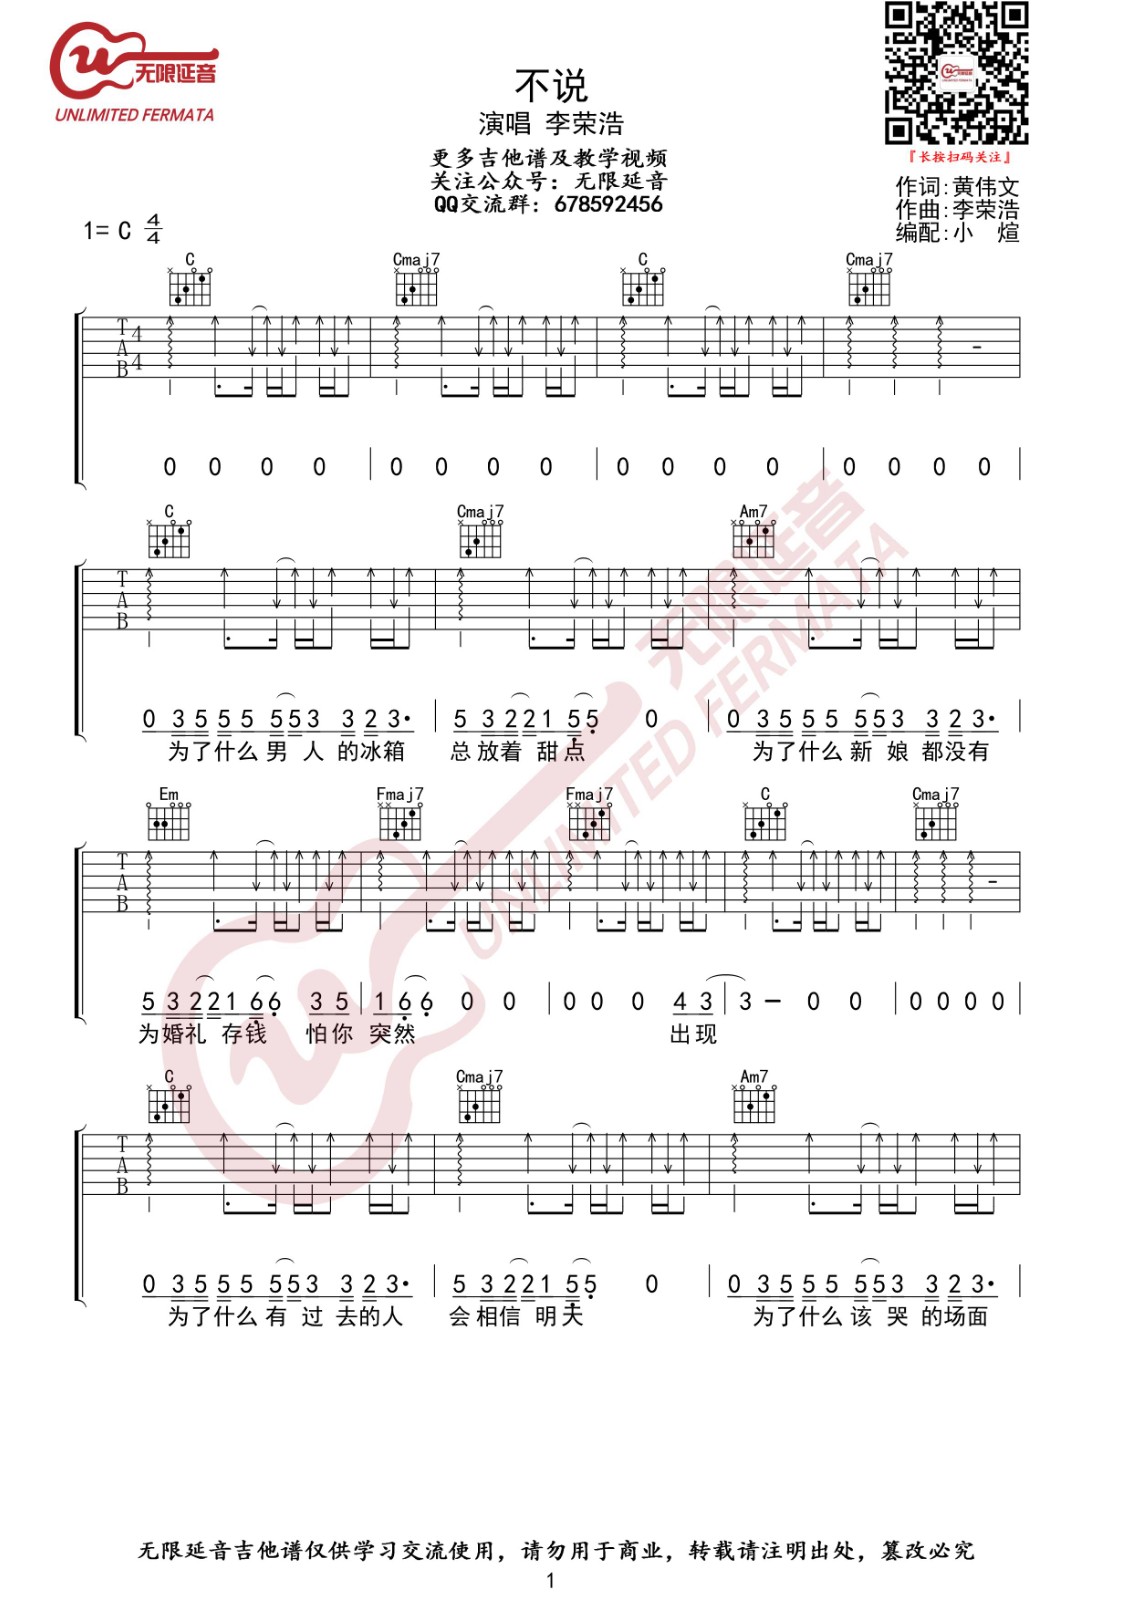 无限延音
UNLIMITED FERMATA
不说
演唱 李荣浩
更多吉他谱及教学视频
关注公众号：无限延音
QQ交流群：678592456
『长按扫码关注』
作词:黄伟文
作曲:李荣浩
编配:小 煊
1= C 4/4
C Cmaj7 C Cmaj7
T A B 4/4
0 0 0 0 | 0 0 0 0 | 0 0 0 0 | 0 0 0 0 |
C Cmaj7 Am7
T A B
0 3 5 5 5 5 5 3 3 2 3· | 5 3 2 2 1 5 5 0 | 0 3 5 5 5 5 5 3 3 2 3·
为了什么男人的冰箱 总放着甜点 为了什么新娘都没有
Em Fmaj7 Fmaj7 C Cmaj7
T A B
5 3 2 2 1 6 6 3 5 | 1 6 6 0 0 | 0 0 0 4 3 | 3 – 0 0 | 0 0 0 0 |
为婚礼存钱 怕你突然 出现
C Cmaj7 Am7
T A B
0 3 5 5 5 5 5 3 3 2 3· | 5 3 2 2 1 5 5 0 | 0 3 5 5 5 5 5 3 3 2 3·
为了什么有过去的人 会相信明天 为了什么该哭的场面
无限延音
UNLIMITED FERMATA
无限延音吉他谱仅供学习交流使用，请勿用于商业，转载请注明出处，篡改必究
1